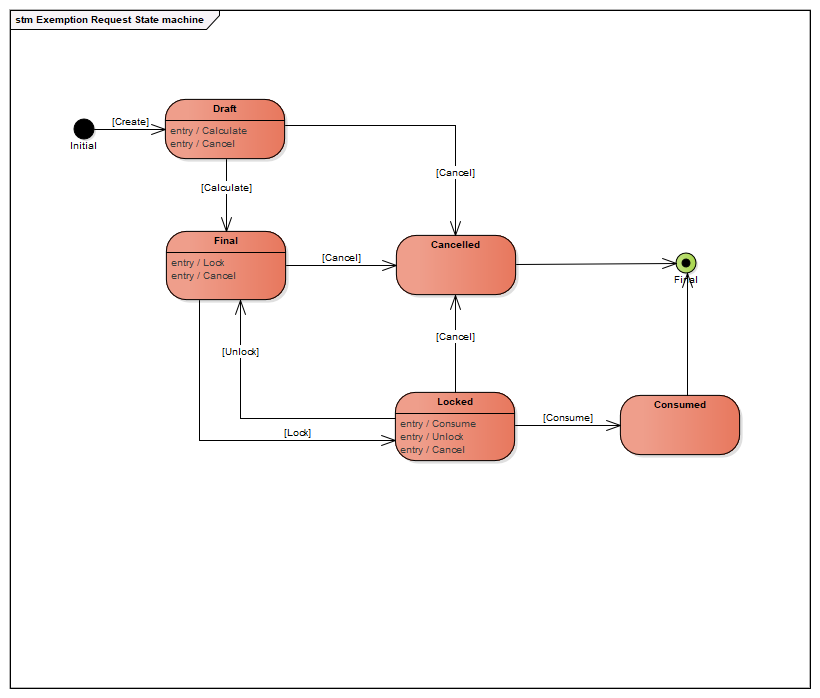 stm Exemption Request State machine
Draft
entry / Calculate
entry / Cancel
[Create]
Initial
[Cancel]
[Calculate]
Final
entry / Lock
entry / Cancel
[Cancel]
Cancelled
Final
[Cancel]
[Unlock]
Locked
entry / Consume
entry / Unlock
entry / Cancel
[Consume]
Consumed
[Lock]